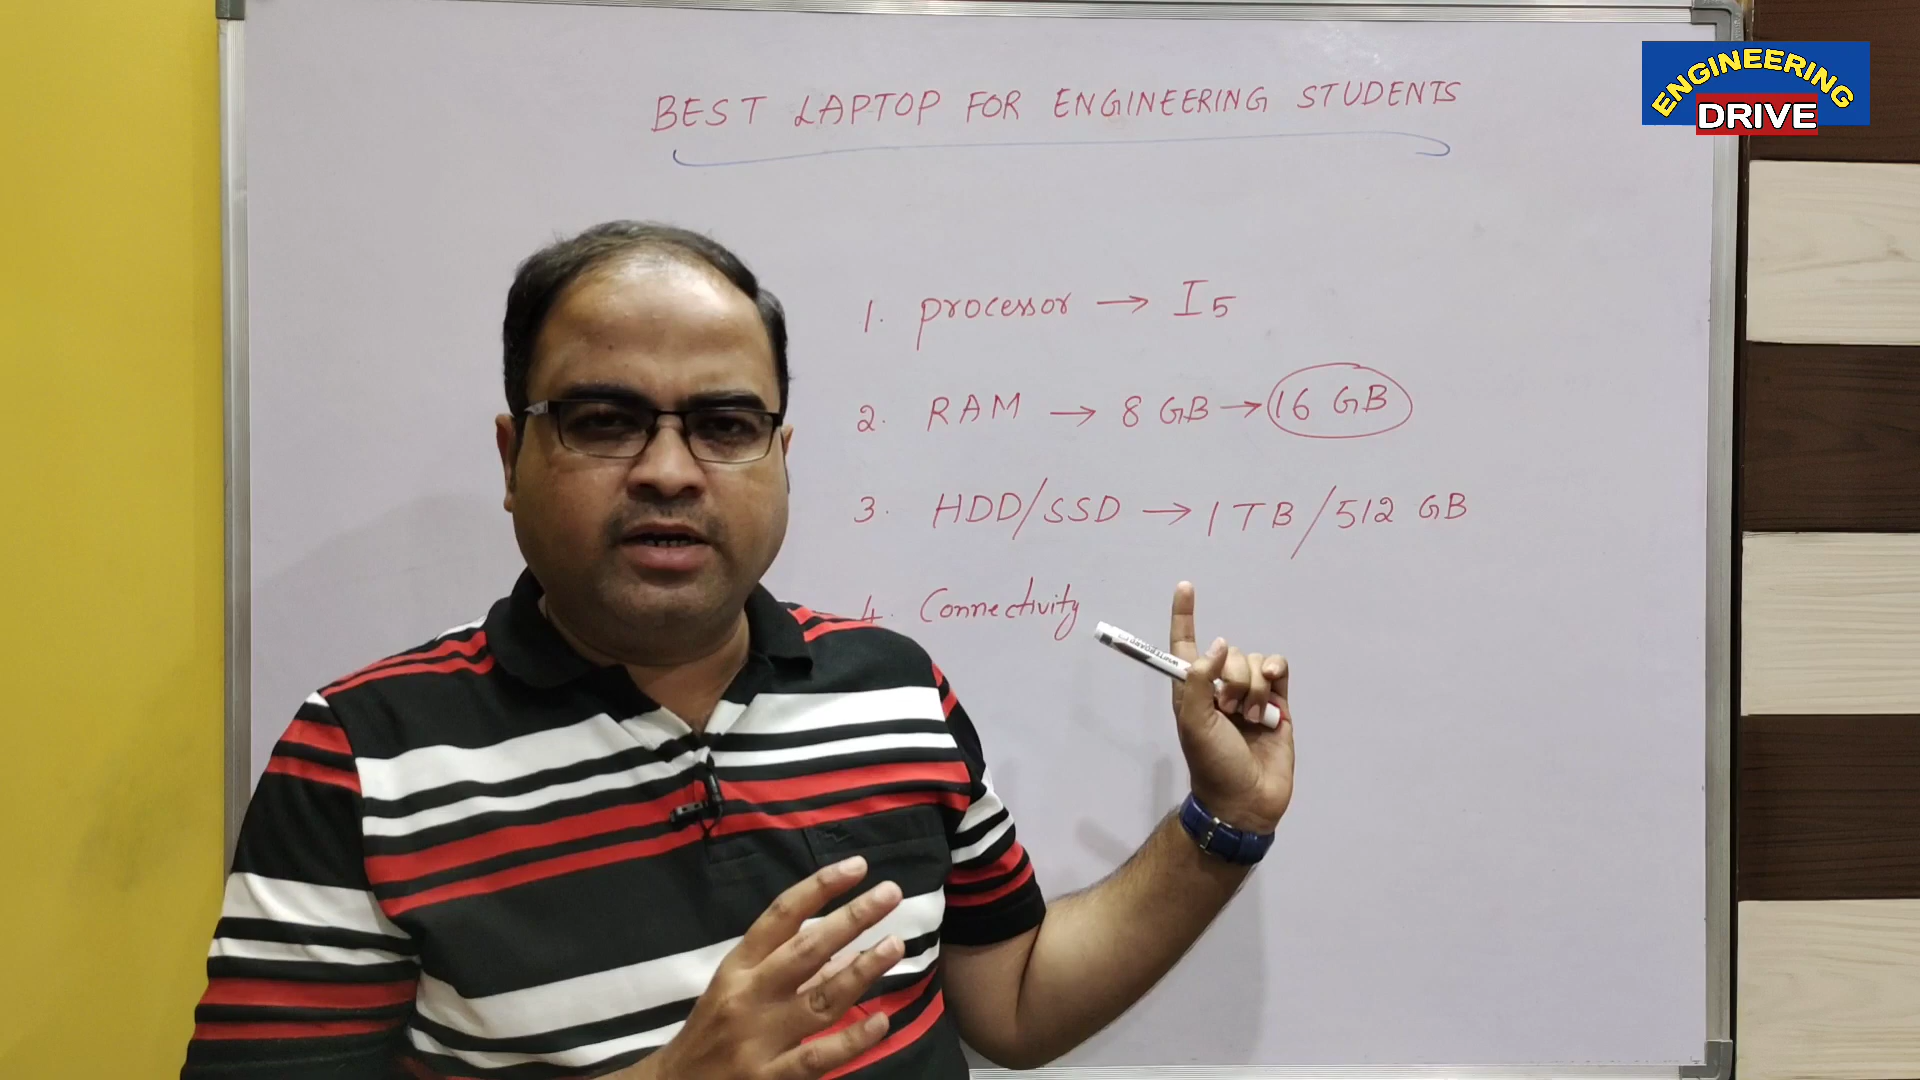 BEST LAPTOP FOR ENGINEERING STUDENTS
ENGINEERING
DRIVE
1. processor → I5
2. RAM → 8 GB → 16 GB
3. HDD/SSD → 1 TB / 512 GB
4. Connectivity